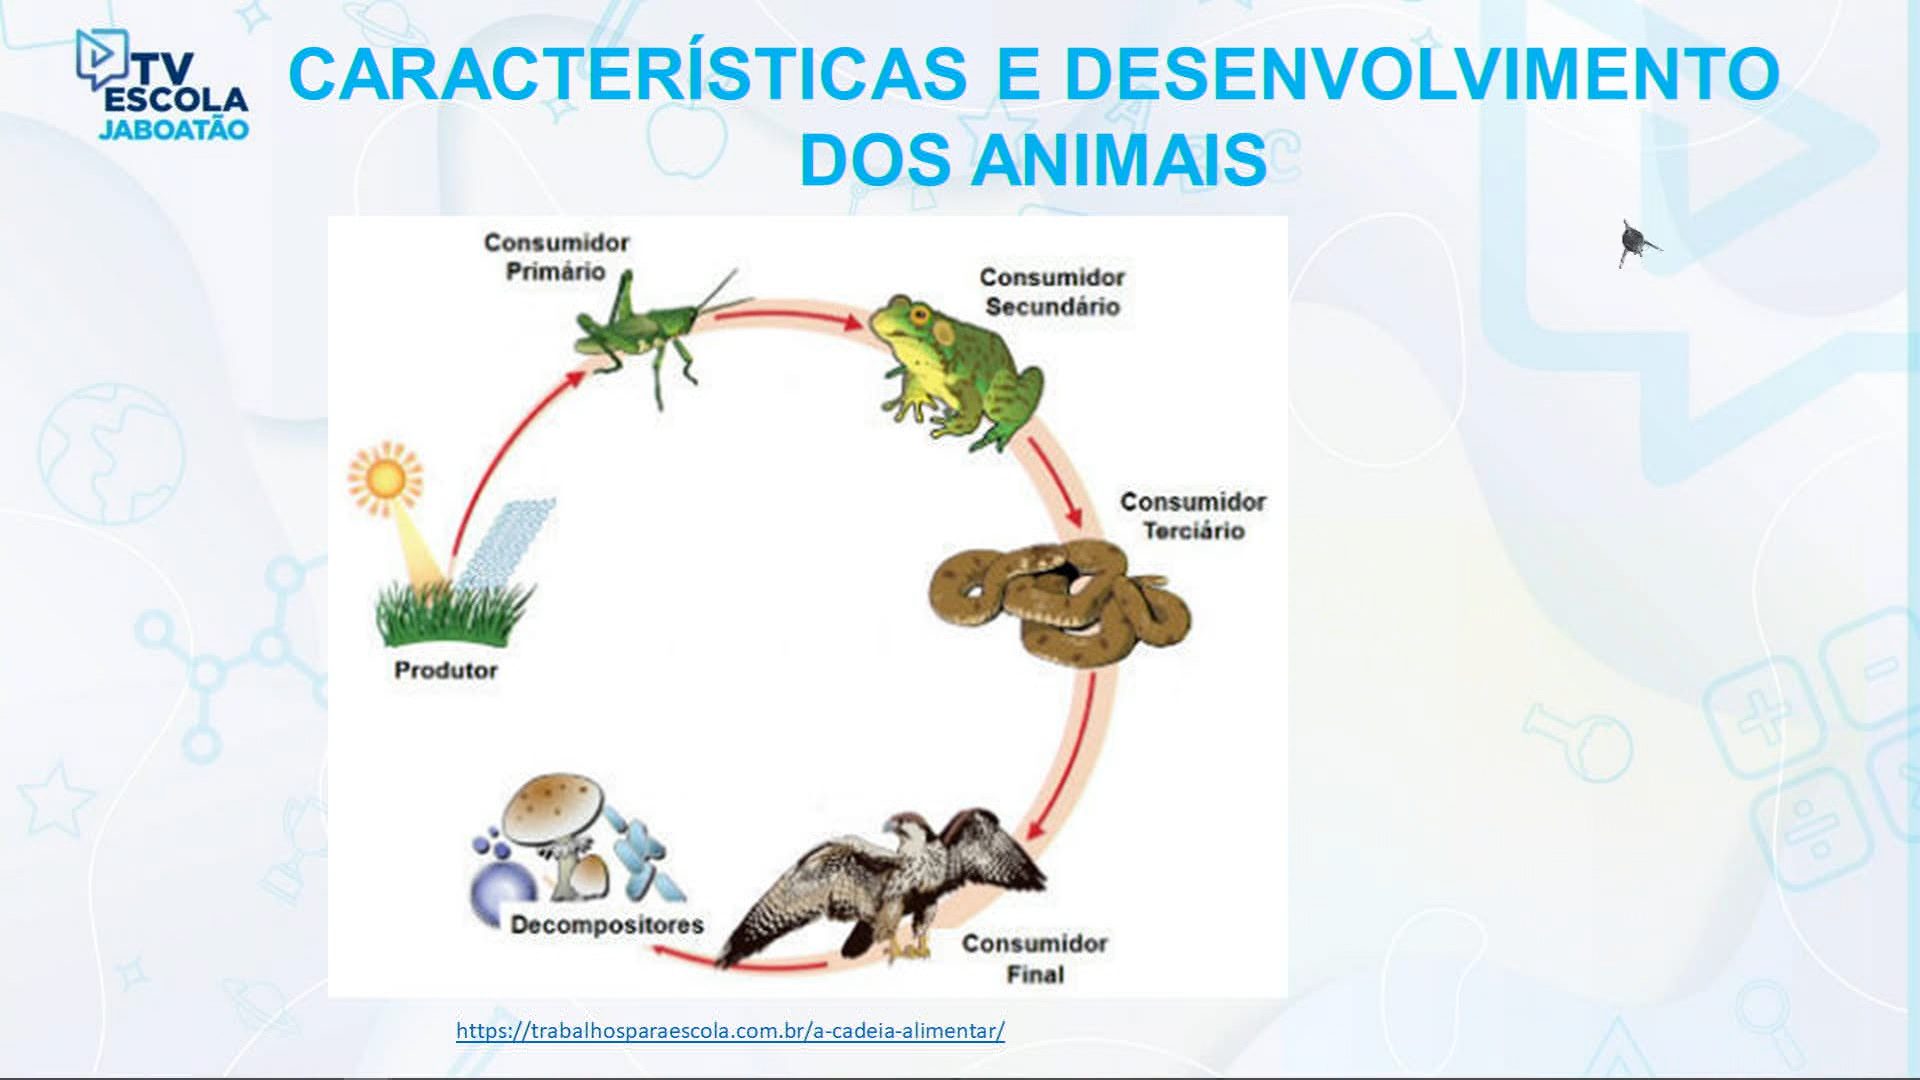 TV
ESCOLA
JABOATÃO
CARACTERÍSTICAS E DESENVOLVIMENTO
DOS ANIMAIS
Consumidor
Primário
Consumidor
Secundário
Consumidor
Terciário
Produtor
Decompositores
Consumidor
Final
https://trabalhosparaescola.com.br/a-cadeia-alimentar/